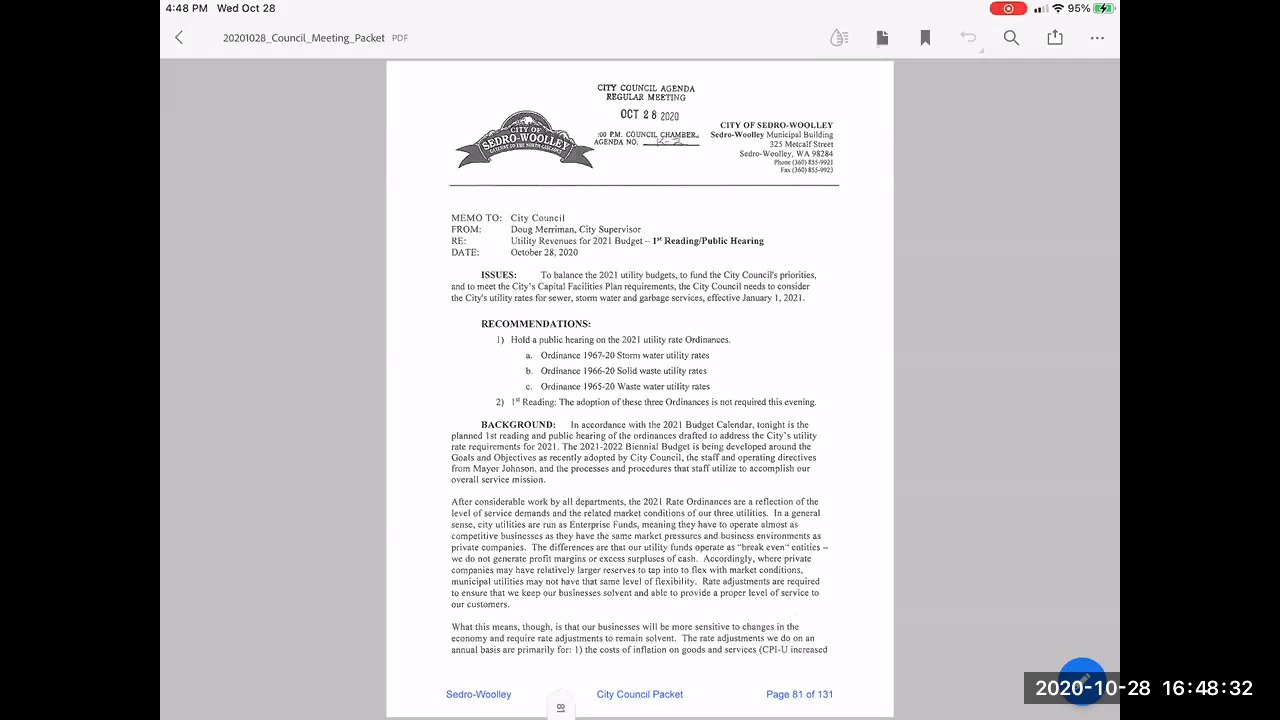 4:48 PM Wed Oct 28
95%
20201028_Council_Meeting_Packet PDF
CITY COUNCIL AGENDA
REGULAR MEETING
OCT 28 2020
:00 P.M. COUNCIL CHAMBER
AGENDA NO. K-2
CITY OF
SEDRO-WOOLLEY
GATEWAY TO THE NORTH CASCADES
CITY OF SEDRO-WOOLLEY
Sedro-Woolley Municipal Building
325 Metcalf Street
Sedro-Woolley, WA 98284
Phone (360) 855-9921
Fax (360) 855-9923
MEMO TO: City Council
FROM: Doug Merriman, City Supervisor
RE: Utility Revenues for 2021 Budget – 1st Reading/Public Hearing
DATE: October 28, 2020
ISSUES: To balance the 2021 utility budgets, to fund the City Council's priorities,
and to meet the City's Capital Facilities Plan requirements, the City Council needs to consider
the City's utility rates for sewer, storm water and garbage services, effective January 1, 2021.
RECOMMENDATIONS:
1) Hold a public hearing on the 2021 utility rate Ordinances.
a. Ordinance 1967-20 Storm water utility rates
b. Ordinance 1966-20 Solid waste utility rates
c. Ordinance 1965-20 Waste water utility rates
2) 1st Reading: The adoption of these three Ordinances is not required this evening.
BACKGROUND: In accordance with the 2021 Budget Calendar, tonight is the
planned 1st reading and public hearing of the ordinances drafted to address the City's utility
rate requirements for 2021. The 2021-2022 Biennial Budget is being developed around the
Goals and Objectives as recently adopted by City Council, the staff and operating directives
from Mayor Johnson, and the processes and procedures that staff utilize to accomplish our
overall service mission.
After considerable work by all departments, the 2021 Rate Ordinances are a reflection of the
level of service demands and the related market conditions of our three utilities. In a general
sense, city utilities are run as Enterprise Funds, meaning they have to operate almost as
competitive businesses as they have the same market pressures and business environments as
private companies. The differences are that our utility funds operate as "break even" entities –
we do not generate profit margins or excess surpluses of cash. Accordingly, where private
companies may have relatively larger reserves to tap into to flex with market conditions,
municipal utilities may not have that same level of flexibility. Rate adjustments are required
to ensure that we keep our businesses solvent and able to provide a proper level of service to
our customers.
What this means, though, is that our businesses will be more sensitive to changes in the
economy and require rate adjustments to remain solvent. The rate adjustments we do on an
annual basis are primarily for: 1) the costs of inflation on goods and services (CPI-U increased
Sedro-Woolley City Council Packet Page 81 of 131
81
2020-10-28 16:48:32